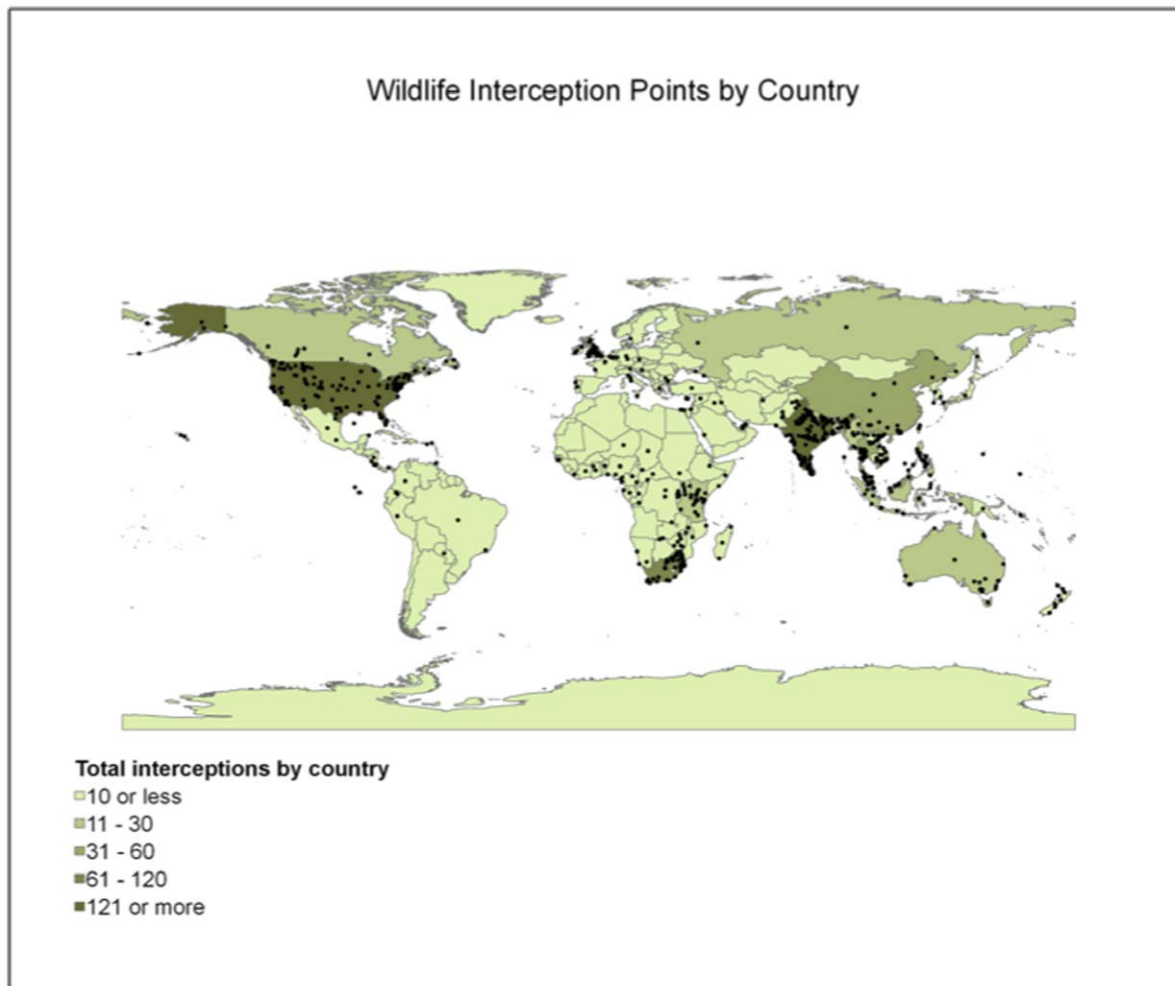 Wildlife Interception Points by Country
Total interceptions by country
10 or less
11 - 30
31 - 60
61 - 120
121 or more